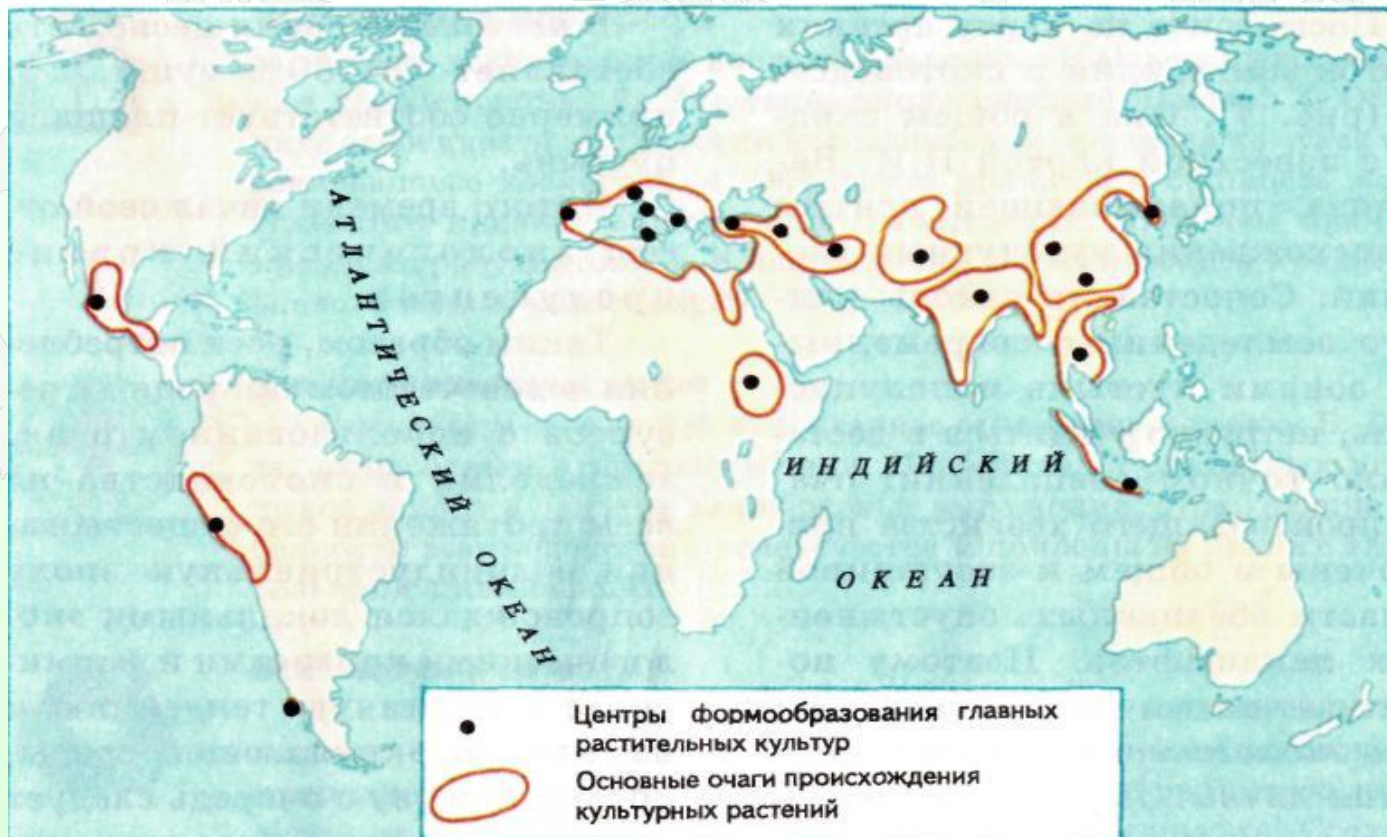 АТЛАНТИЧЕСКИЙ
ОКЕАН
ИНДИЙСКИЙ
ОКЕАН
Центры формообразования главных
растительных культур
Основные очаги происхождения
культурных растений